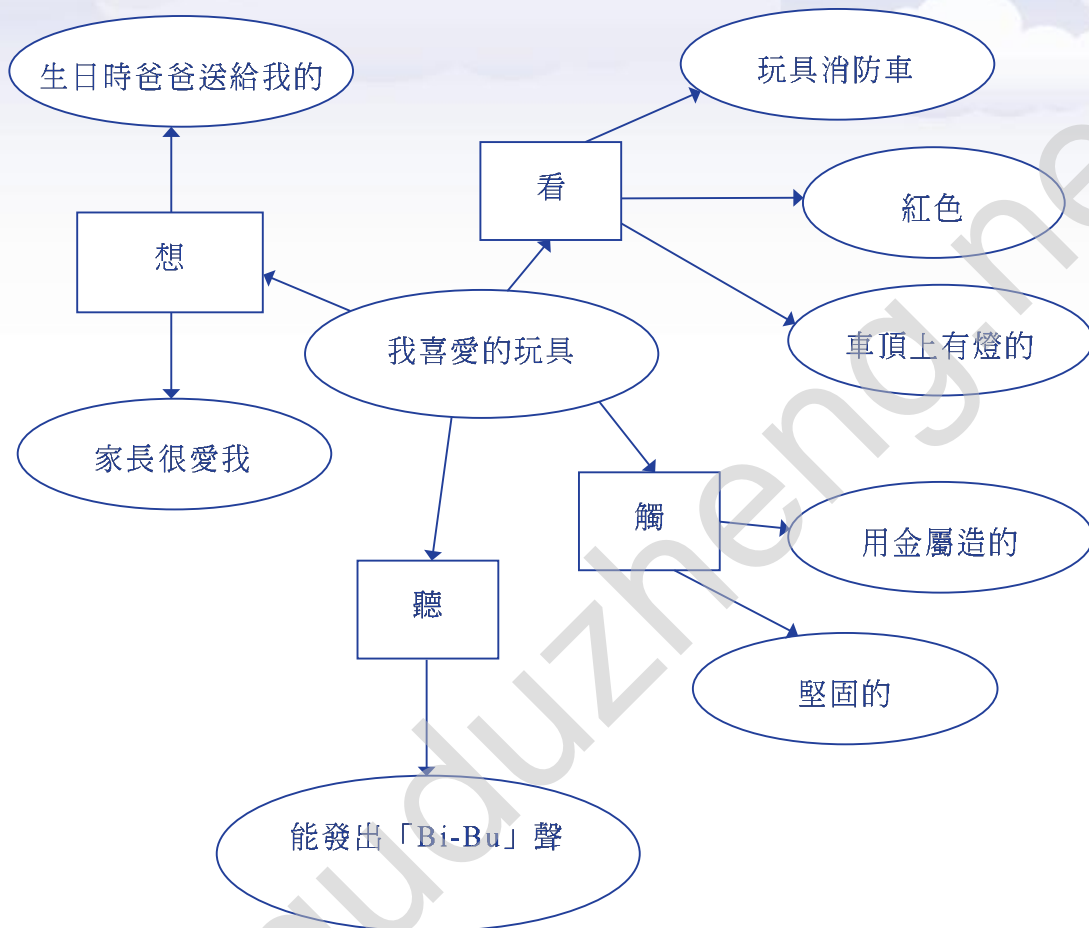 生日時爸爸送給我的
玩具消防車
看
紅色
想
車頂上有燈的
我喜愛的玩具
家長很愛我
觸
用金屬造的
聽
堅固的
能發出「Bi-Bu」聲